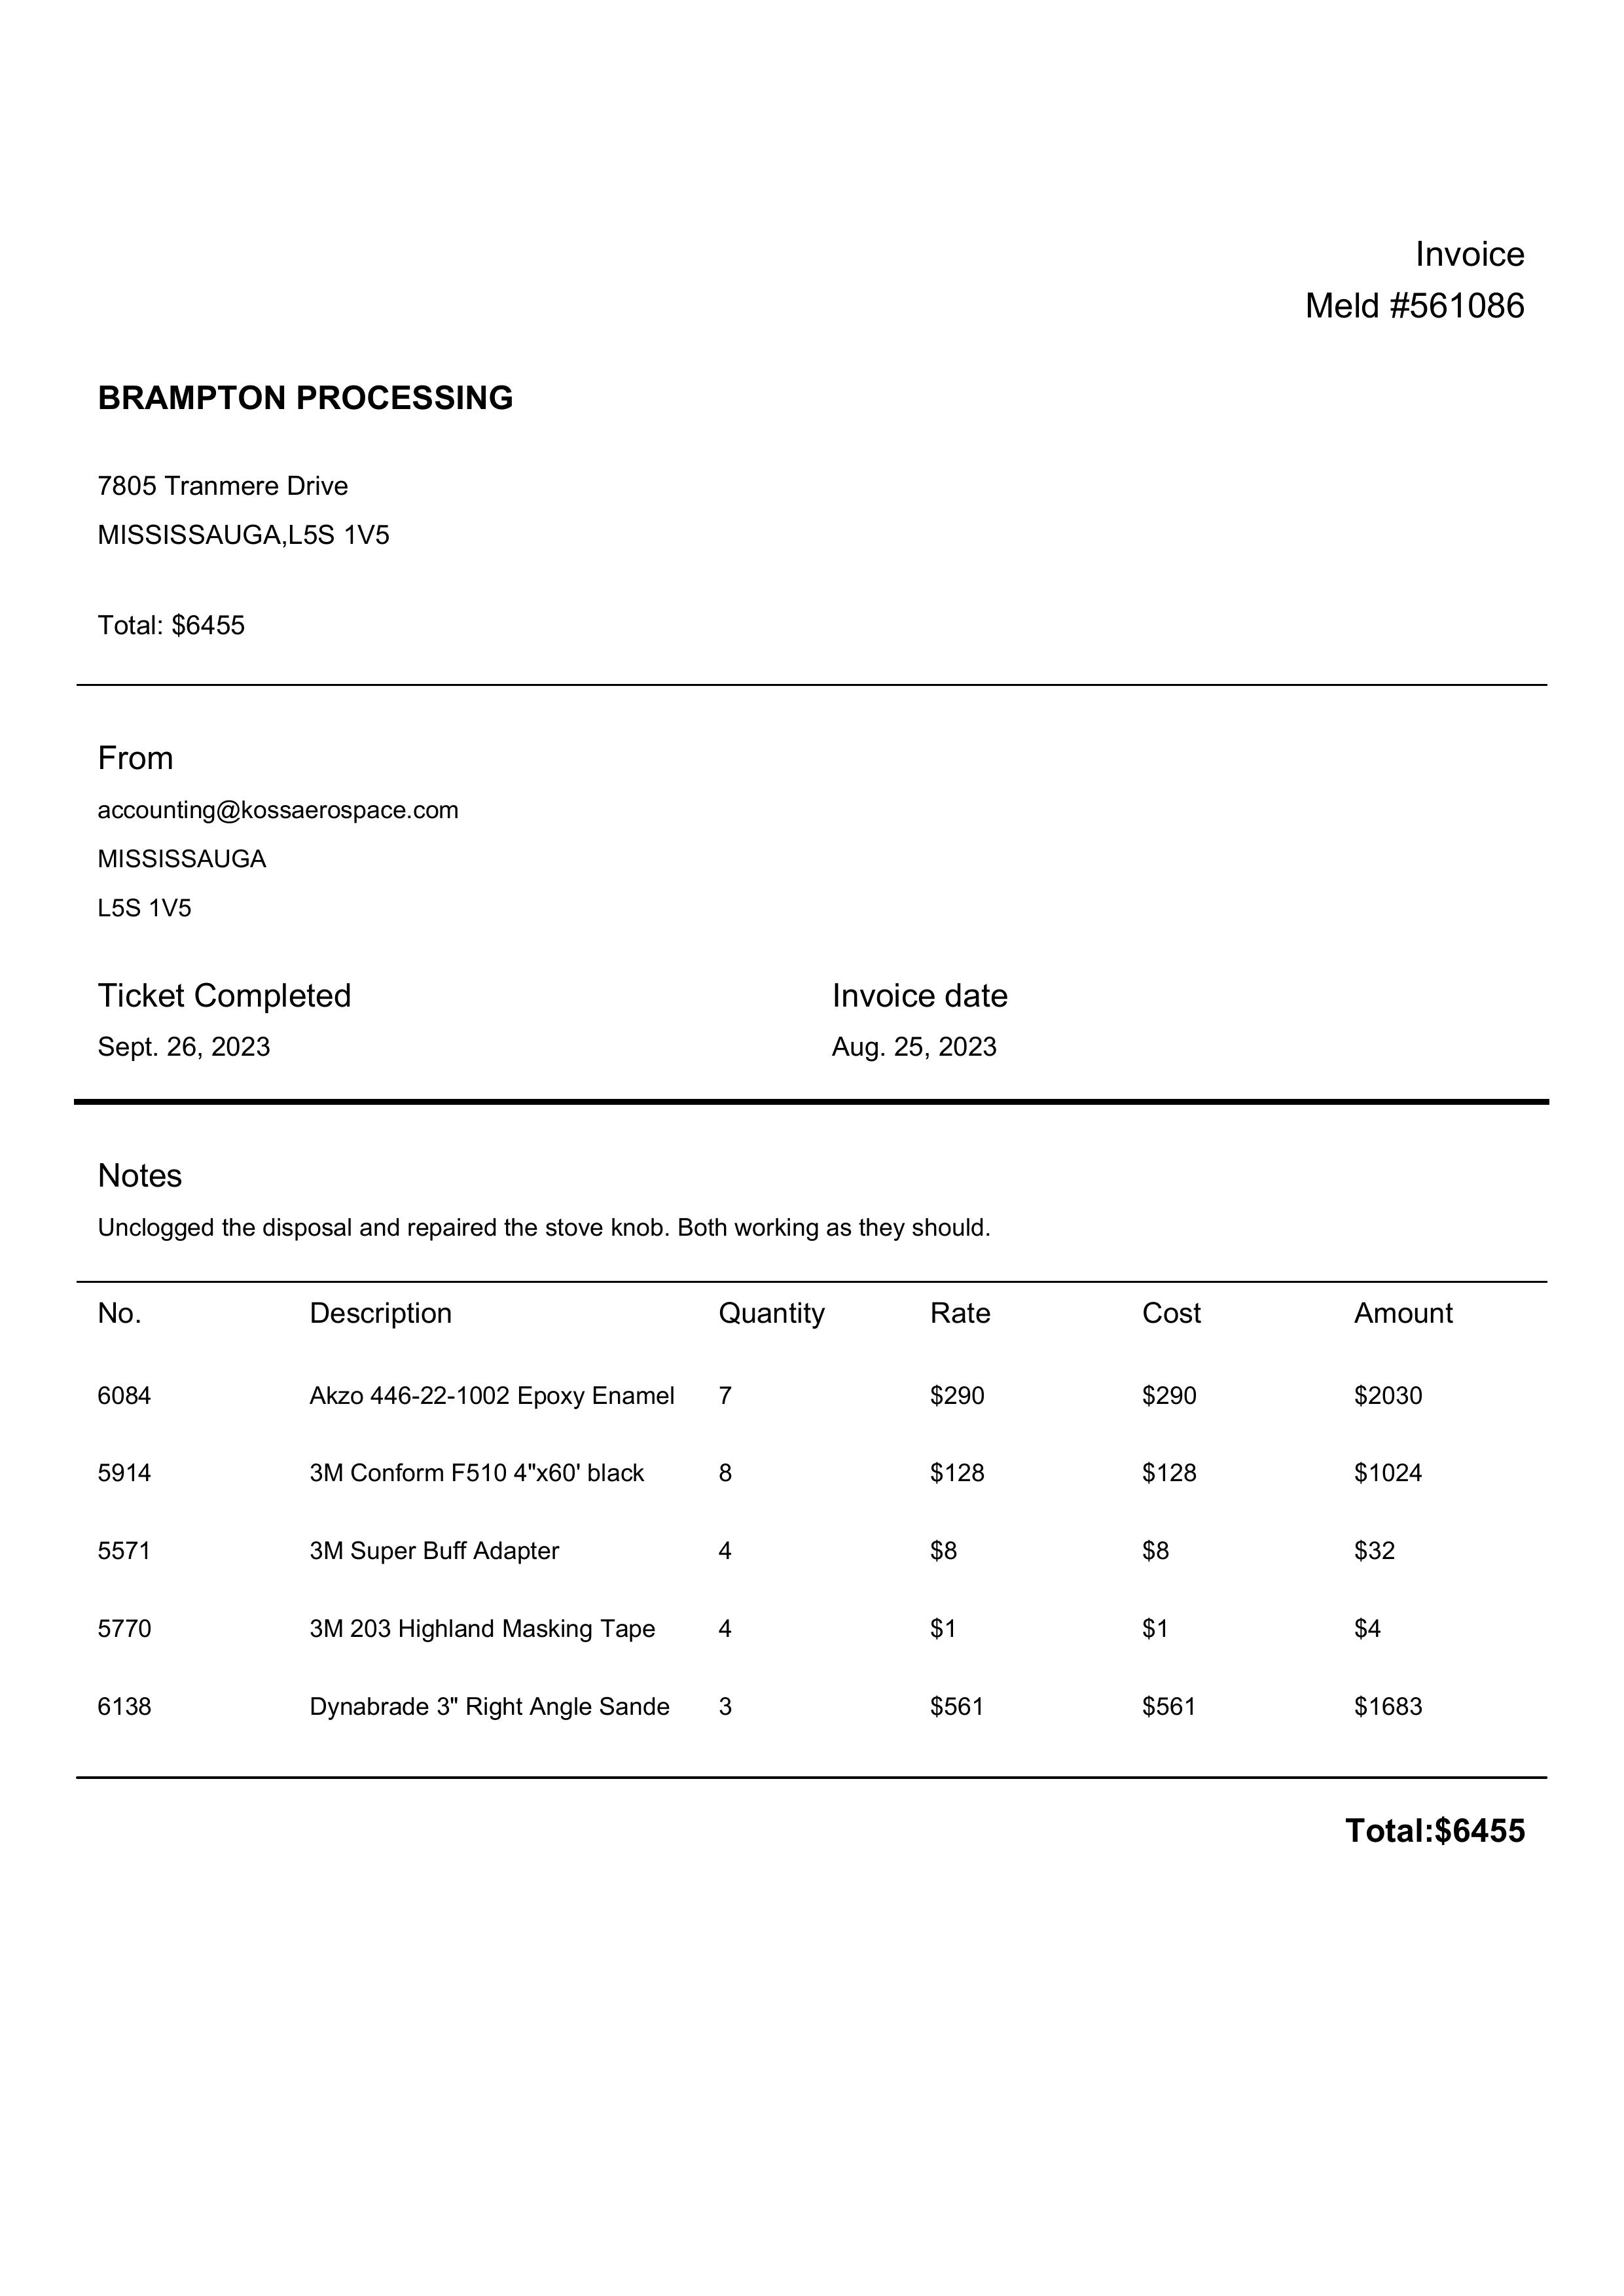 Invoice
Meld #561086
BRAMPTON PROCESSING
7805 Tranmere Drive
MISSISSAUGA,L5S 1V5
Total: $6455
From
accounting@kossaerospace.com
MISSISSAUGA
L5S 1V5
Ticket Completed Invoice date
Sept. 26, 2023 Aug. 25, 2023
Notes
Unclogged the disposal and repaired the stove knob. Both working as they should.
No. Description Quantity Rate Cost Amount
6084 Akzo 446-22-1002 Epoxy Enamel 7 $290 $290 $2030
5914 3M Conform F510 4"x60' black 8 $128 $128 $1024
5571 3M Super Buff Adapter 4 $8 $8 $32
5770 3M 203 Highland Masking Tape 4 $1 $1 $4
6138 Dynabrade 3" Right Angle Sande 3 $561 $561 $1683
Total:$6455